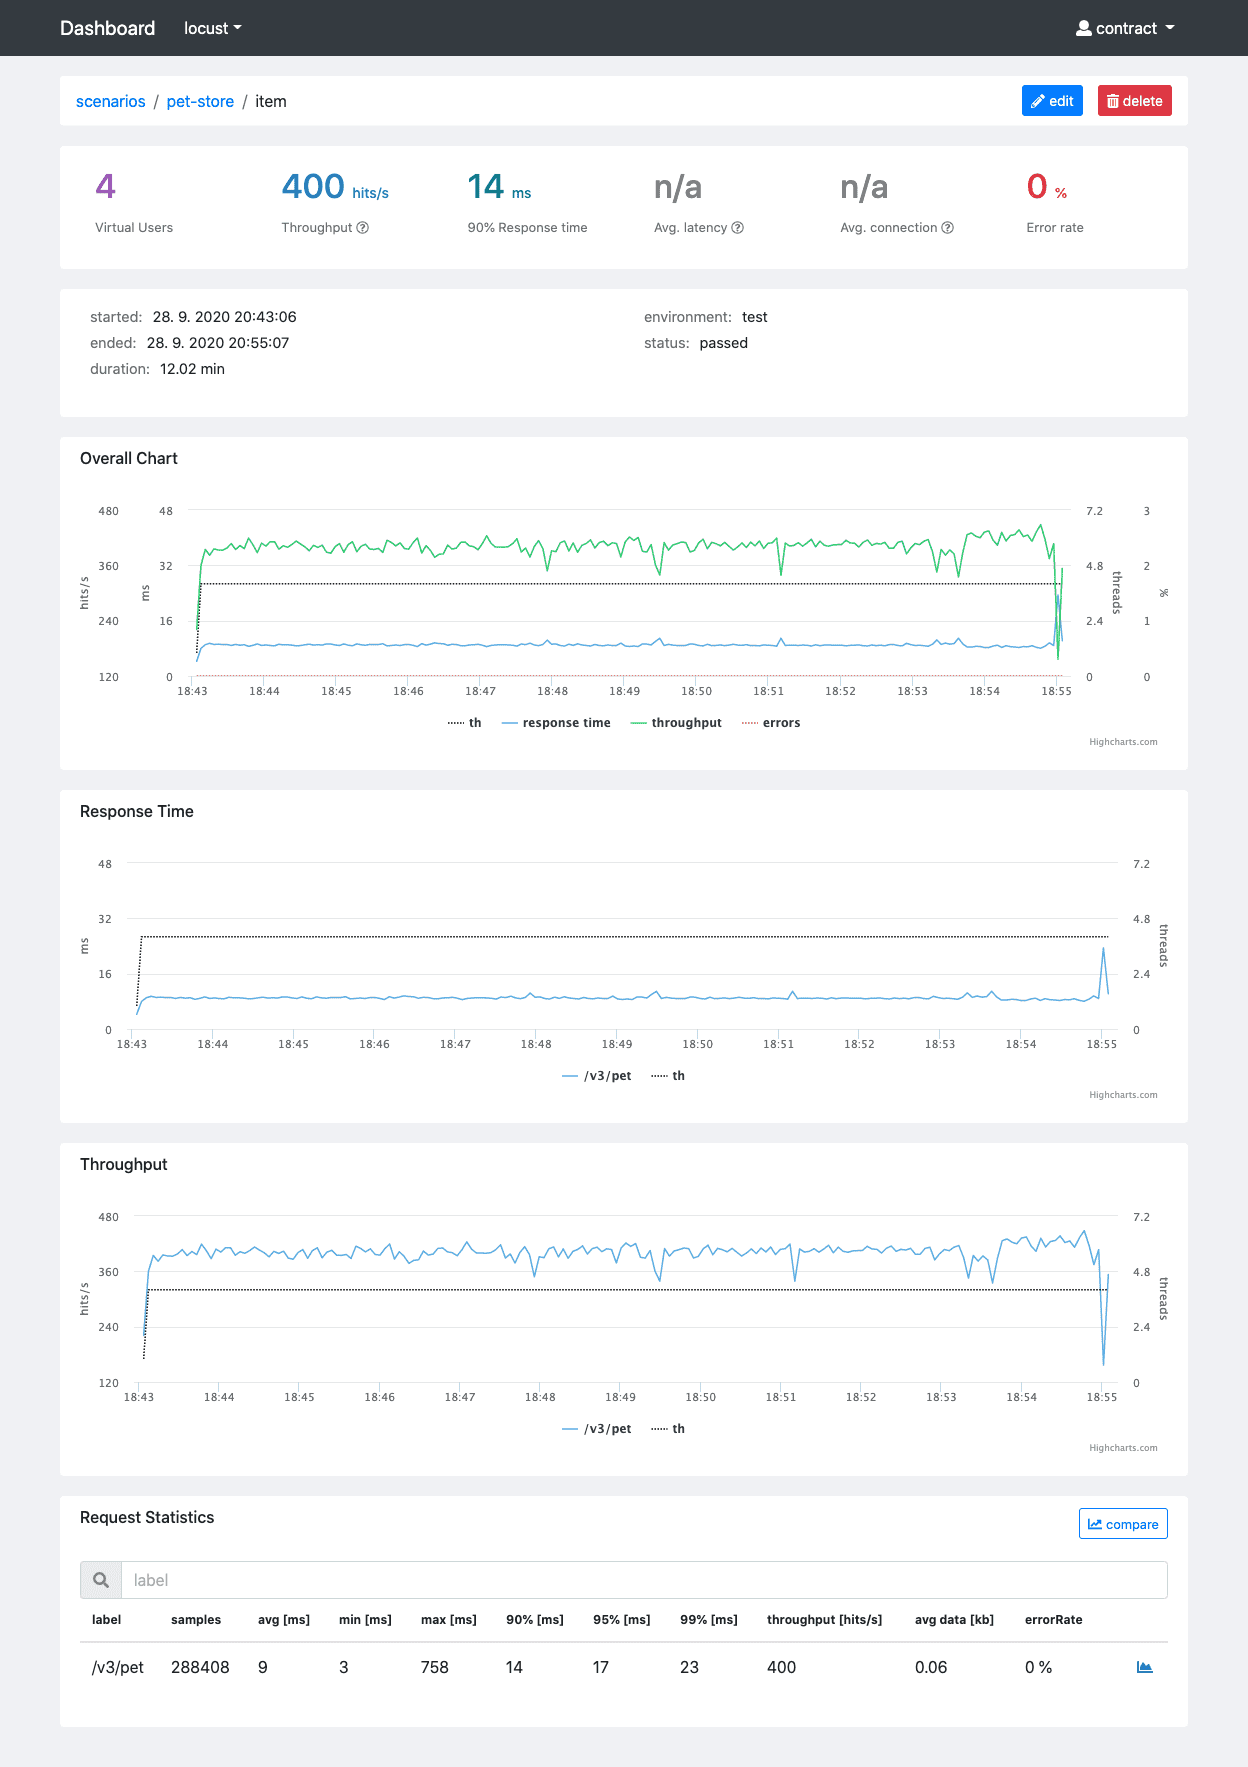 Dashboard locust contract
scenarios / pet-store / item edit delete
4 400 hits/s 14 ms n/a n/a 0 %
Virtual Users Throughput 90% Response time Avg. latency Avg. connection Error rate
started: 28. 9. 2020 20:43:06 environment: test
ended: 28. 9. 2020 20:55:07 status: passed
duration: 12.02 min
Overall Chart
480 48 7.2 3
360 32 4.8 2
hits/s ms threads %
240 16 2.4 1
120 0 0 0
18:43 18:44 18:45 18:46 18:47 18:48 18:49 18:50 18:51 18:52 18:53 18:54 18:55
th response time throughput errors
Highcharts.com
Response Time
48 7.2
32 4.8
ms threads
16 2.4
0 0
18:43 18:44 18:45 18:46 18:47 18:48 18:49 18:50 18:51 18:52 18:53 18:54 18:55
/v3/pet th
Highcharts.com
Throughput
480 7.2
360 4.8
hits/s threads
240 2.4
120 0
18:43 18:44 18:45 18:46 18:47 18:48 18:49 18:50 18:51 18:52 18:53 18:54 18:55
/v3/pet th
Highcharts.com
Request Statistics compare
label
label samples avg [ms] min [ms] max [ms] 90% [ms] 95% [ms] 99% [ms] throughput [hits/s] avg data [kb] errorRate
/v3/pet 288408 9 3 758 14 17 23 400 0.06 0 %